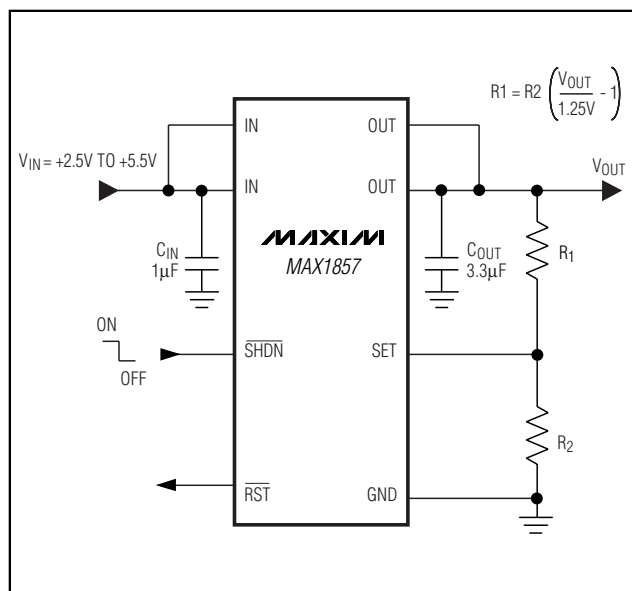 R1 = R2 (VOUT / 1.25V - 1)
VIN = +2.5V TO +5.5V
IN
OUT
VOUT
IN
OUT
MAXIM
MAX1857
CIN
1µF
COUT
3.3µF
R1
ON
OFF
SHDN
SET
R2
RST
GND